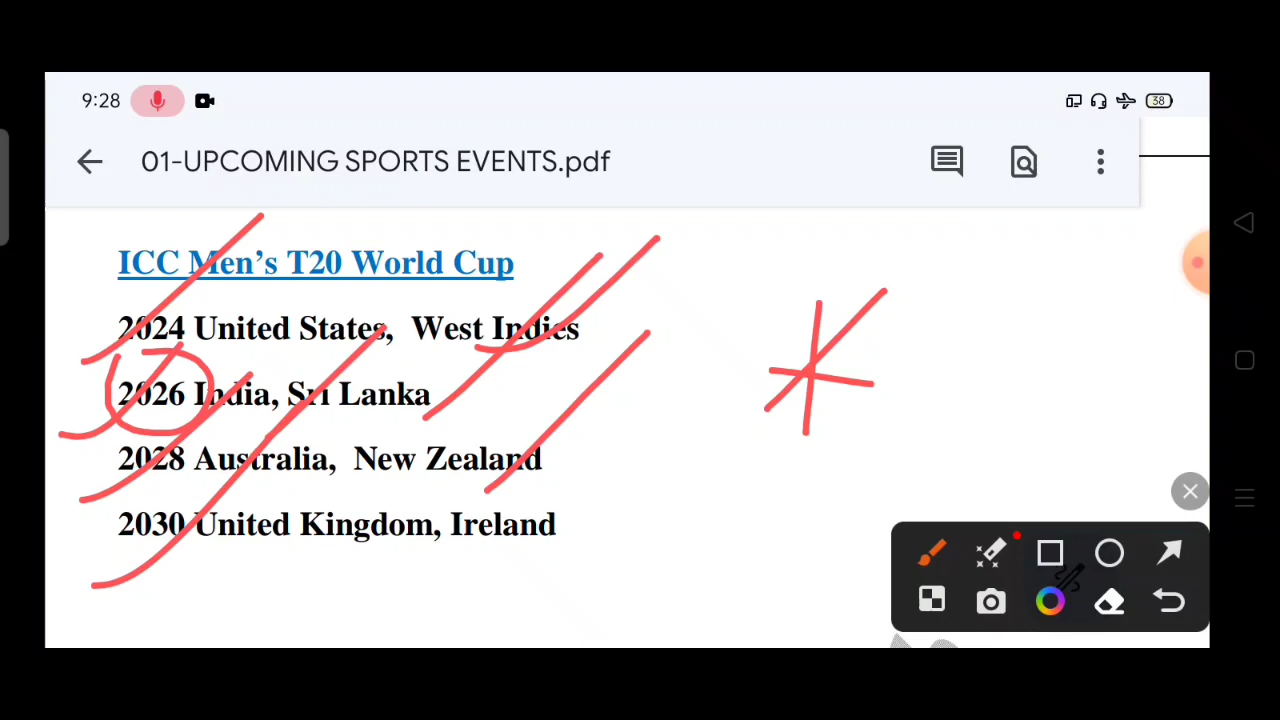 9:28 38
01-UPCOMING SPORTS EVENTS.pdf
ICC Men's T20 World Cup
2024 United States, West Indies
2026 India, Sri Lanka
2028 Australia, New Zealand
2030 United Kingdom, Ireland